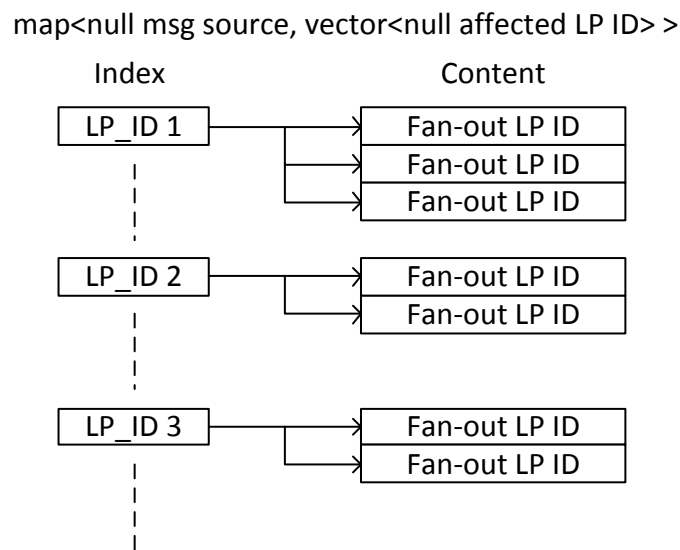 map<null msg source, vector<null affected LP ID> >
Index Content
LP_ID 1 Fan-out LP ID
Fan-out LP ID
Fan-out LP ID
LP_ID 2 Fan-out LP ID
Fan-out LP ID
LP_ID 3 Fan-out LP ID
Fan-out LP ID